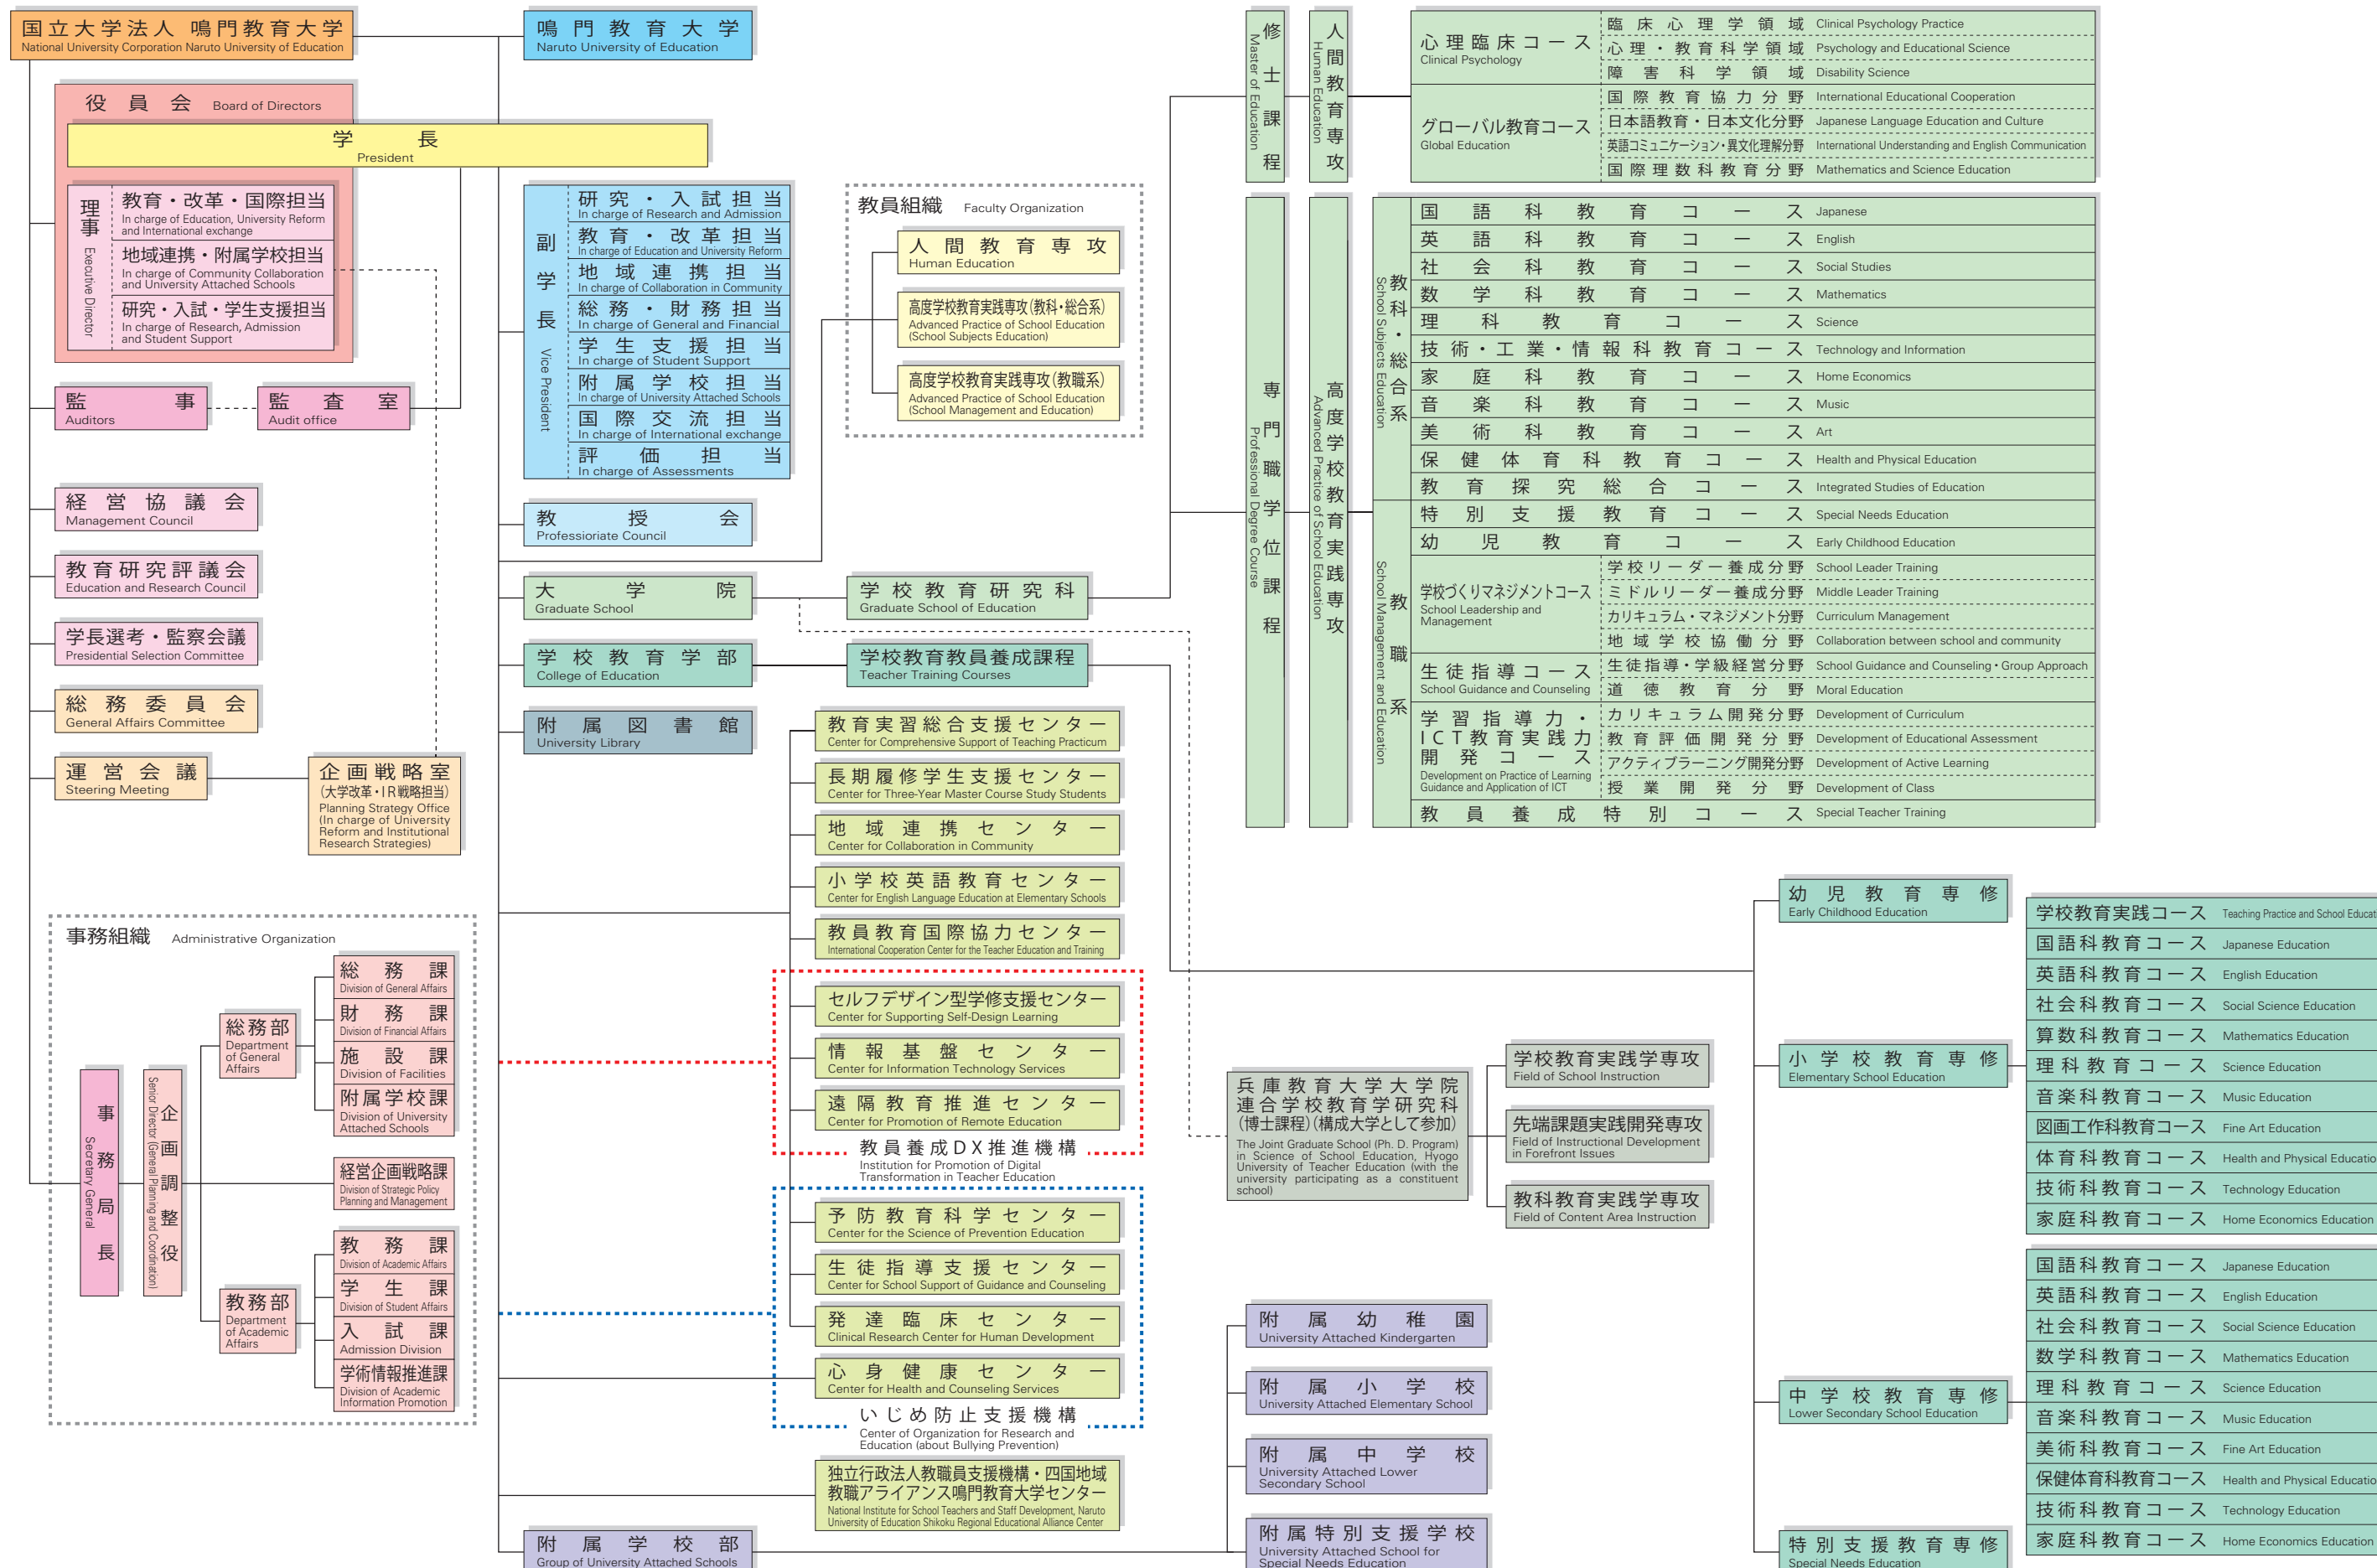 国立大学法人 鳴門教育大学
National University Corporation Naruto University of Education
役員会 Board of Directors
学長
President
理事 Executive Director
教育・改革・国際担当
In charge of Education, University Reform
and International exchange
地域連携・附属学校担当
In charge of Community Collaboration
and University Attached Schools
研究・入試・学生支援担当
In charge of Research, Admission
and Student Support
監事
Auditors
監査室
Audit office
経営協議会
Management Council
教育研究評議会
Education and Research Council
学長選考・監察会議
Presidential Selection Committee
総務委員会
General Affairs Committee
運営会議
Steering Meeting
企画戦略室
(大学改革・IR戦略担当)
Planning Strategy Office
(In charge of University
Reform and Institutional
Research Strategies)
事務組織 Administrative Organization
事務局長
Secretary General
企画調整役
Senior Director (General Planning and Coordination)
総務部
Department
of General
Affairs
総務課
Division of General Affairs
財務課
Division of Financial Affairs
施設課
Division of Facilities
附属学校課
Division of University
Attached Schools
経営企画戦略課
Division of Strategic Policy
Planning and Management
教務部
Department
of Academic
Affairs
教務課
Division of Academic Affairs
学生課
Division of Student Affairs
入試課
Admission Division
学術情報推進課
Division of Academic
Information Promotion
鳴門教育大学
Naruto University of Education
副学長 Vice President
研究・入試担当
In charge of Research and Admission
教育・改革担当
In charge of Education and University Reform
地域連携担当
In charge of Collaboration in Community
総務・財務担当
In charge of General and Financial
学生支援担当
In charge of Student Support
附属学校担当
In charge of University Attached Schools
国際交流担当
In charge of International exchange
評価担当
In charge of Assessments
教授会
Professioriate Council
教員組織 Faculty Organization
人間教育専攻
Human Education
高度学校教育実践専攻(教科・総合系)
Advanced Practice of School Education
(School Subjects Education)
高度学校教育実践専攻(教職系)
Advanced Practice of School Education
(School Management and Education)
大学院
Graduate School
学校教育研究科
Graduate School of Education
学校教育学部
College of Education
学校教育教員養成課程
Teacher Training Courses
附属図書館
University Library
教育実習総合支援センター
Center for Comprehensive Support of Teaching Practicum
長期履修学生支援センター
Center for Three-Year Master Course Study Students
地域連携センター
Center for Collaboration in Community
小学校英語教育センター
Center for English Language Education at Elementary Schools
教員教育国際協力センター
International Cooperation Center for the Teacher Education and Training
セルフデザイン型学修支援センター
Center for Supporting Self-Design Learning
情報基盤センター
Center for Information Technology Services
遠隔教育推進センター
Center for Promotion of Remote Education
教員養成DX推進機構
Institution for Promotion of Digital
Transformation in Teacher Education
予防教育科学センター
Center for the Science of Prevention Education
生徒指導支援センター
Center for School Support of Guidance and Counseling
発達臨床センター
Clinical Research Center for Human Development
心身健康センター
Center for Health and Counseling Services
いじめ防止支援機構
Center of Organization for Research and
Education (about Bullying Prevention)
独立行政法人教職員支援機構・四国地域
教職アライアンス鳴門教育大学センター
National Institute for School Teachers and Staff Development, Naruto
University of Education Shikoku Regional Educational Alliance Center
附属学校部
Group of University Attached Schools
附属幼稚園
University Attached Kindergarten
附属小学校
University Attached Elementary School
附属中学校
University Attached Lower
Secondary School
附属特別支援学校
University Attached School for
Special Needs Education
修士課程
Master of Education
人間教育専攻
Human Education
心理臨床コース
Clinical Psychology
臨床心理学領域 Clinical Psychology Practice
心理・教育科学領域 Psychology and Educational Science
障害科学領域 Disability Science
グローバル教育コース
Global Education
国際教育協力分野 International Educational Cooperation
日本語教育・日本文化分野 Japanese Language Education and Culture
英語コミュニケーション・異文化理解分野 International Understanding and English Communication
国際理数科教育分野 Mathematics and Science Education
専門職学位課程
Professional Degree Course
高度学校教育実践専攻
Advanced Practice of School Education
教科・総合系
School Subjects Education
国語科教育コース Japanese
英語科教育コース English
社会科教育コース Social Studies
数学科教育コース Mathematics
理科教育コース Science
技術・工業・情報科教育コース Technology and Information
家庭科教育コース Home Economics
音楽科教育コース Music
美術科教育コース Art
保健体育科教育コース Health and Physical Education
教育探究総合コース Integrated Studies of Education
教職系
School Management and Education
特別支援教育コース Special Needs Education
幼児教育コース Early Childhood Education
学校づくりマネジメントコース
School Leadership and
Management
学校リーダー養成分野 School Leader Training
ミドルリーダー養成分野 Middle Leader Training
カリキュラム・マネジメント分野 Curriculum Management
地域学校協働分野 Collaboration between school and community
生徒指導コース
School Guidance and Counseling
生徒指導・学級経営分野 School Guidance and Counseling・Group Approach
道徳教育分野 Moral Education
学習指導力・
ICT教育実践力
開発コース
Development on Practice of Learning
Guidance and Application of ICT
カリキュラム開発分野 Development of Curriculum
教育評価開発分野 Development of Educational Assessment
アクティブラーニング開発分野 Development of Active Learning
授業開発分野 Development of Class
教員養成特別コース Special Teacher Training
兵庫教育大学大学院
連合学校教育学研究科
(博士課程)(構成大学として参加)
The Joint Graduate School (Ph. D. Program)
in Science of School Education, Hyogo
University of Teacher Education (with the
university participating as a constituent
school)
学校教育実践学専攻
Field of School Instruction
先端課題実践開発専攻
Field of Instructional Development
in Forefront Issues
教科教育実践学専攻
Field of Content Area Instruction
幼児教育専修
Early Childhood Education
小学校教育専修
Elementary School Education
学校教育実践コース Teaching Practice and School Educat
国語科教育コース Japanese Education
英語科教育コース English Education
社会科教育コース Social Science Education
算数科教育コース Mathematics Education
理科教育コース Science Education
音楽科教育コース Music Education
図画工作科教育コース Fine Art Education
体育科教育コース Health and Physical Educatio
技術科教育コース Technology Education
家庭科教育コース Home Economics Education
中学校教育専修
Lower Secondary School Education
国語科教育コース Japanese Education
英語科教育コース English Education
社会科教育コース Social Science Education
数学科教育コース Mathematics Education
理科教育コース Science Education
音楽科教育コース Music Education
美術科教育コース Fine Art Education
保健体育科教育コース Health and Physical Educatio
技術科教育コース Technology Education
家庭科教育コース Home Economics Education
特別支援教育専修
Special Needs Education